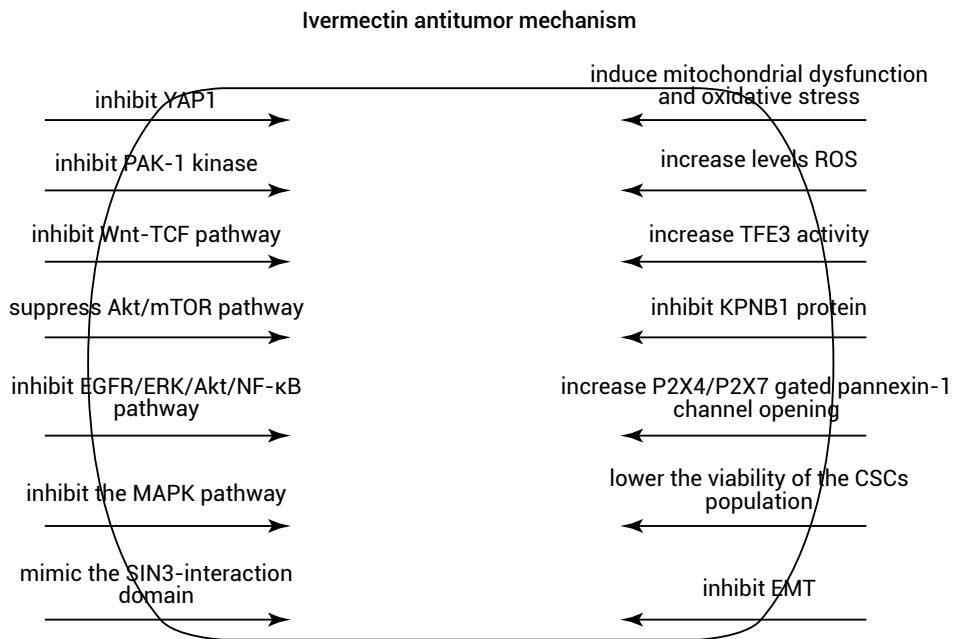 Ivermectin antitumor mechanism
inhibit YAP1
inhibit PAK-1 kinase
inhibit Wnt-TCF pathway
suppress Akt/mTOR pathway
inhibit EGFR/ERK/Akt/NF-κB
pathway
inhibit the MAPK pathway
mimic the SIN3-interaction
domain
induce mitochondrial dysfunction
and oxidative stress
increase levels ROS
increase TFE3 activity
inhibit KPNB1 protein
increase P2X4/P2X7 gated pannexin-1
channel opening
lower the viability of the CSCs
population
inhibit EMT